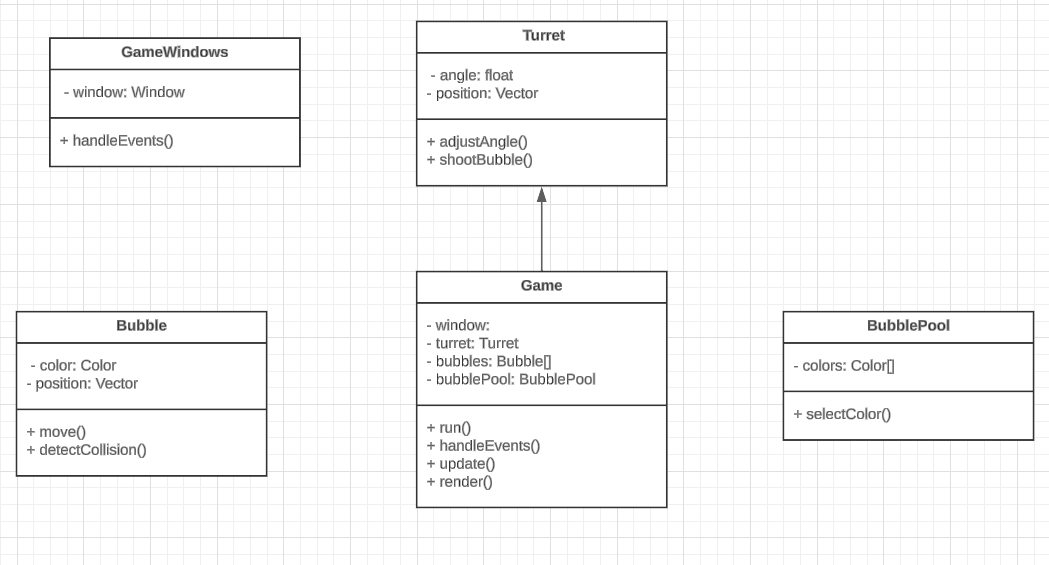 GameWindows
- window: Window
+ handleEvents()
Turret
- angle: float
- position: Vector
+ adjustAngle()
+ shootBubble()
Bubble
- color: Color
- position: Vector
+ move()
+ detectCollision()
Game
- window:
- turret: Turret
- bubbles: Bubble[]
- bubblePool: BubblePool
+ run()
+ handleEvents()
+ update()
+ render()
BubblePool
- colors: Color[]
+ selectColor()